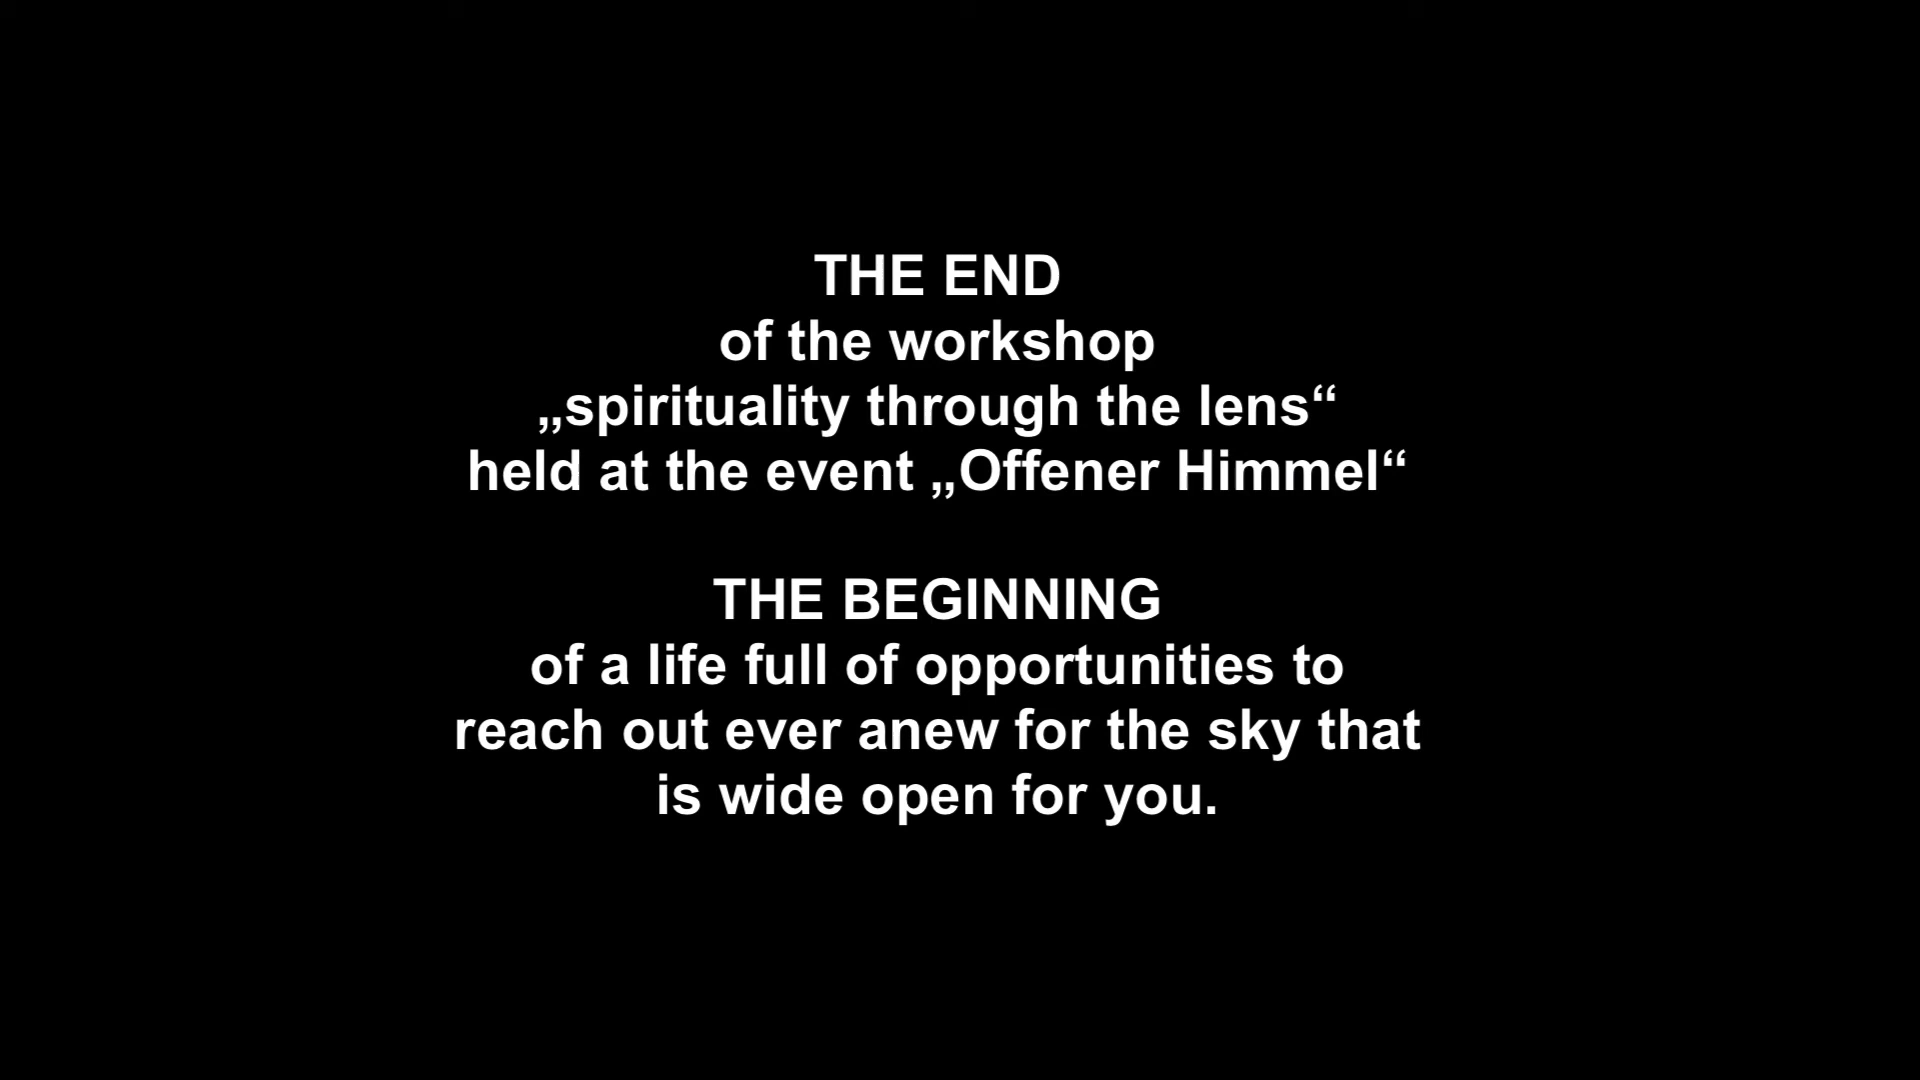 THE END
of the workshop
„spirituality through the lens“
held at the event „Offener Himmel“
THE BEGINNING
of a life full of opportunities to
reach out ever anew for the sky that
is wide open for you.